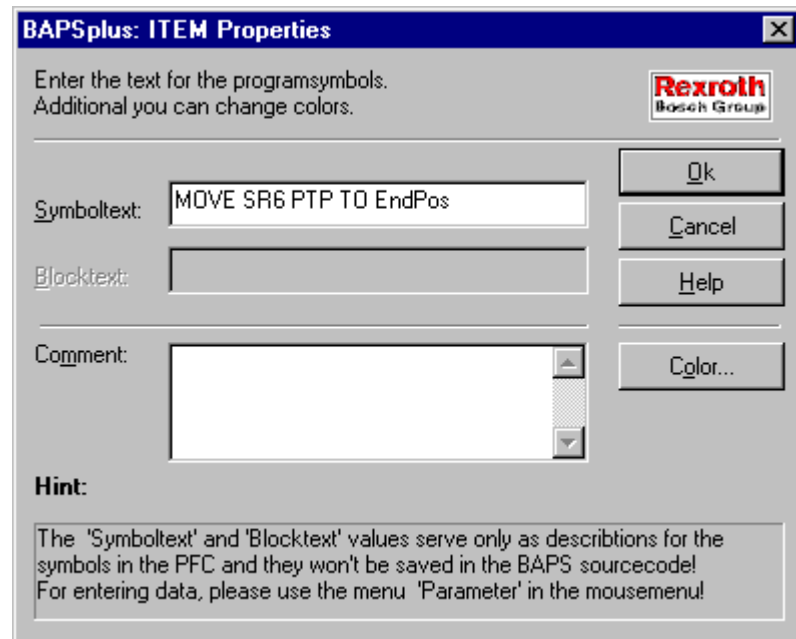 BAPSplus: ITEM Properties
Enter the text for the programsymbols.
Additional you can change colors.
Rexroth
Bosch Group
Ok
Symboltext:
MOVE SR6 PTP TO EndPos
Cancel
Blocktext:
Help
Comment:
Color...
Hint:
The 'Symboltext' and 'Blocktext' values serve only as describtions for the
symbols in the PFC and they won't be saved in the BAPS sourcecode!
For entering data, please use the menu 'Parameter' in the mousemenu!